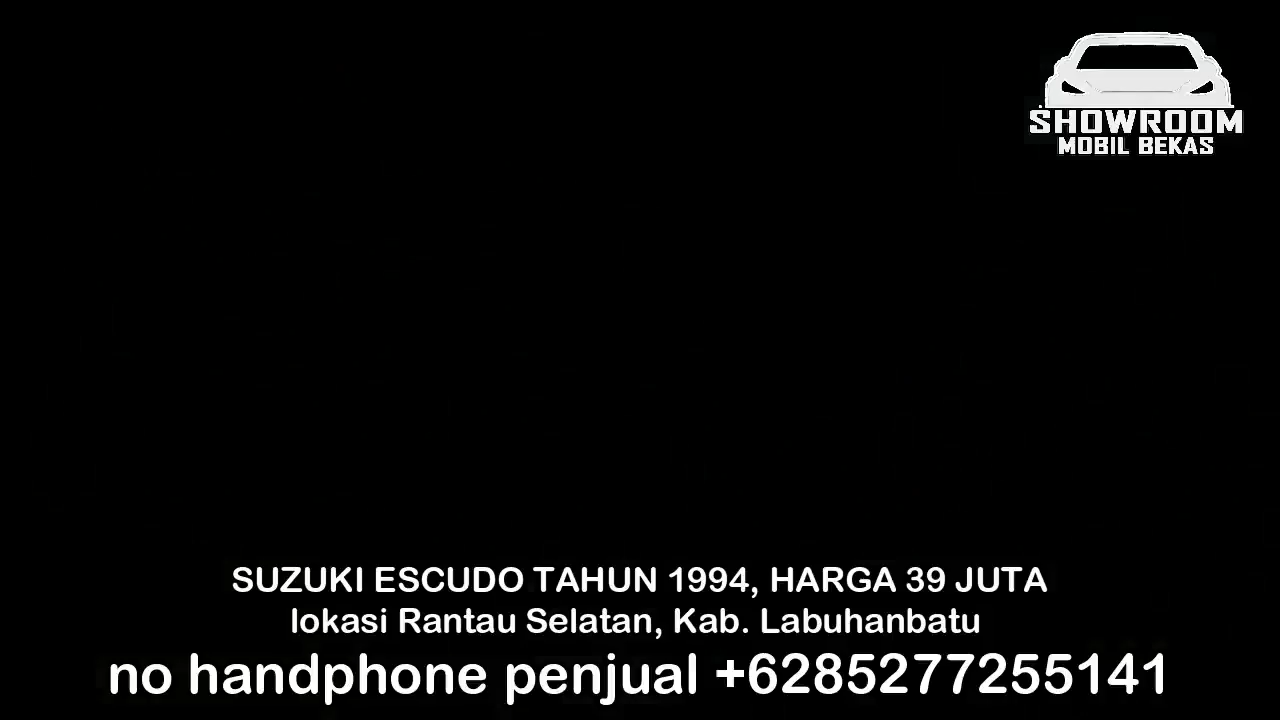 SHOWROOM
MOBIL BEKAS
SUZUKI ESCUDO TAHUN 1994, HARGA 39 JUTA
lokasi Rantau Selatan, Kab. Labuhanbatu
no handphone penjual +6285277255141